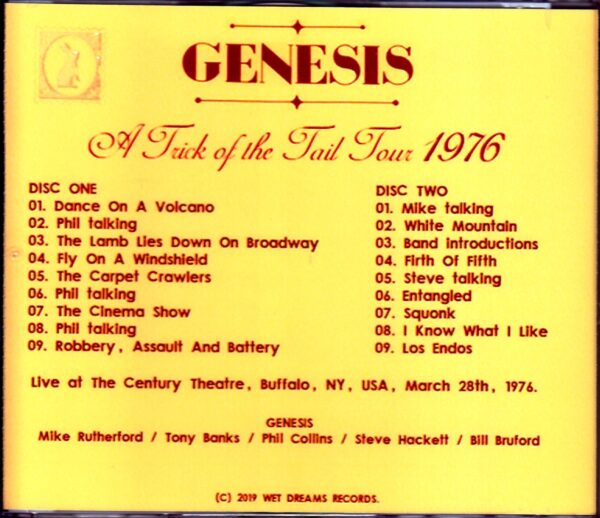 GENESIS
A Trick of the Tail Tour 1976
DISC ONE
01. Dance On A Volcano
02. Phil talking
03. The Lamb Lies Down On Broadway
04. Fly On A Windshield
05. The Carpet Crawlers
06. Phil talking
07. The Cinema Show
08. Phil talking
09. Robbery, Assault And Battery
DISC TWO
01. Mike talking
02. White Mountain
03. Band introductions
04. Firth Of Fifth
05. Steve talking
06. Entangled
07. Squonk
08. I Know What I Like
09. Los Endos
Live at The Century Theatre, Buffalo, NY, USA, March 28th, 1976.
GENESIS
Mike Rutherford / Tony Banks / Phil Collins / Steve Hackett / Bill Bruford
(C) 2019 WET DREAMS RECORDS.